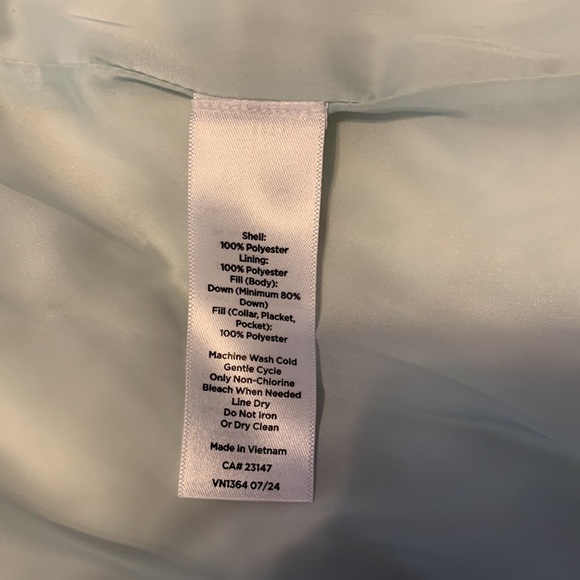 Shell:
100% Polyester
Lining:
100% Polyester
Fill (Body):
Down (Minimum 80%
Down)
Fill (Collar, Placket,
Pocket):
100% Polyester
Machine Wash Cold
Gentle Cycle
Only Non-Chlorine
Bleach When Needed
Line Dry
Do Not Iron
Or Dry Clean
Made in Vietnam
CA# 23147
VN1364 07/24